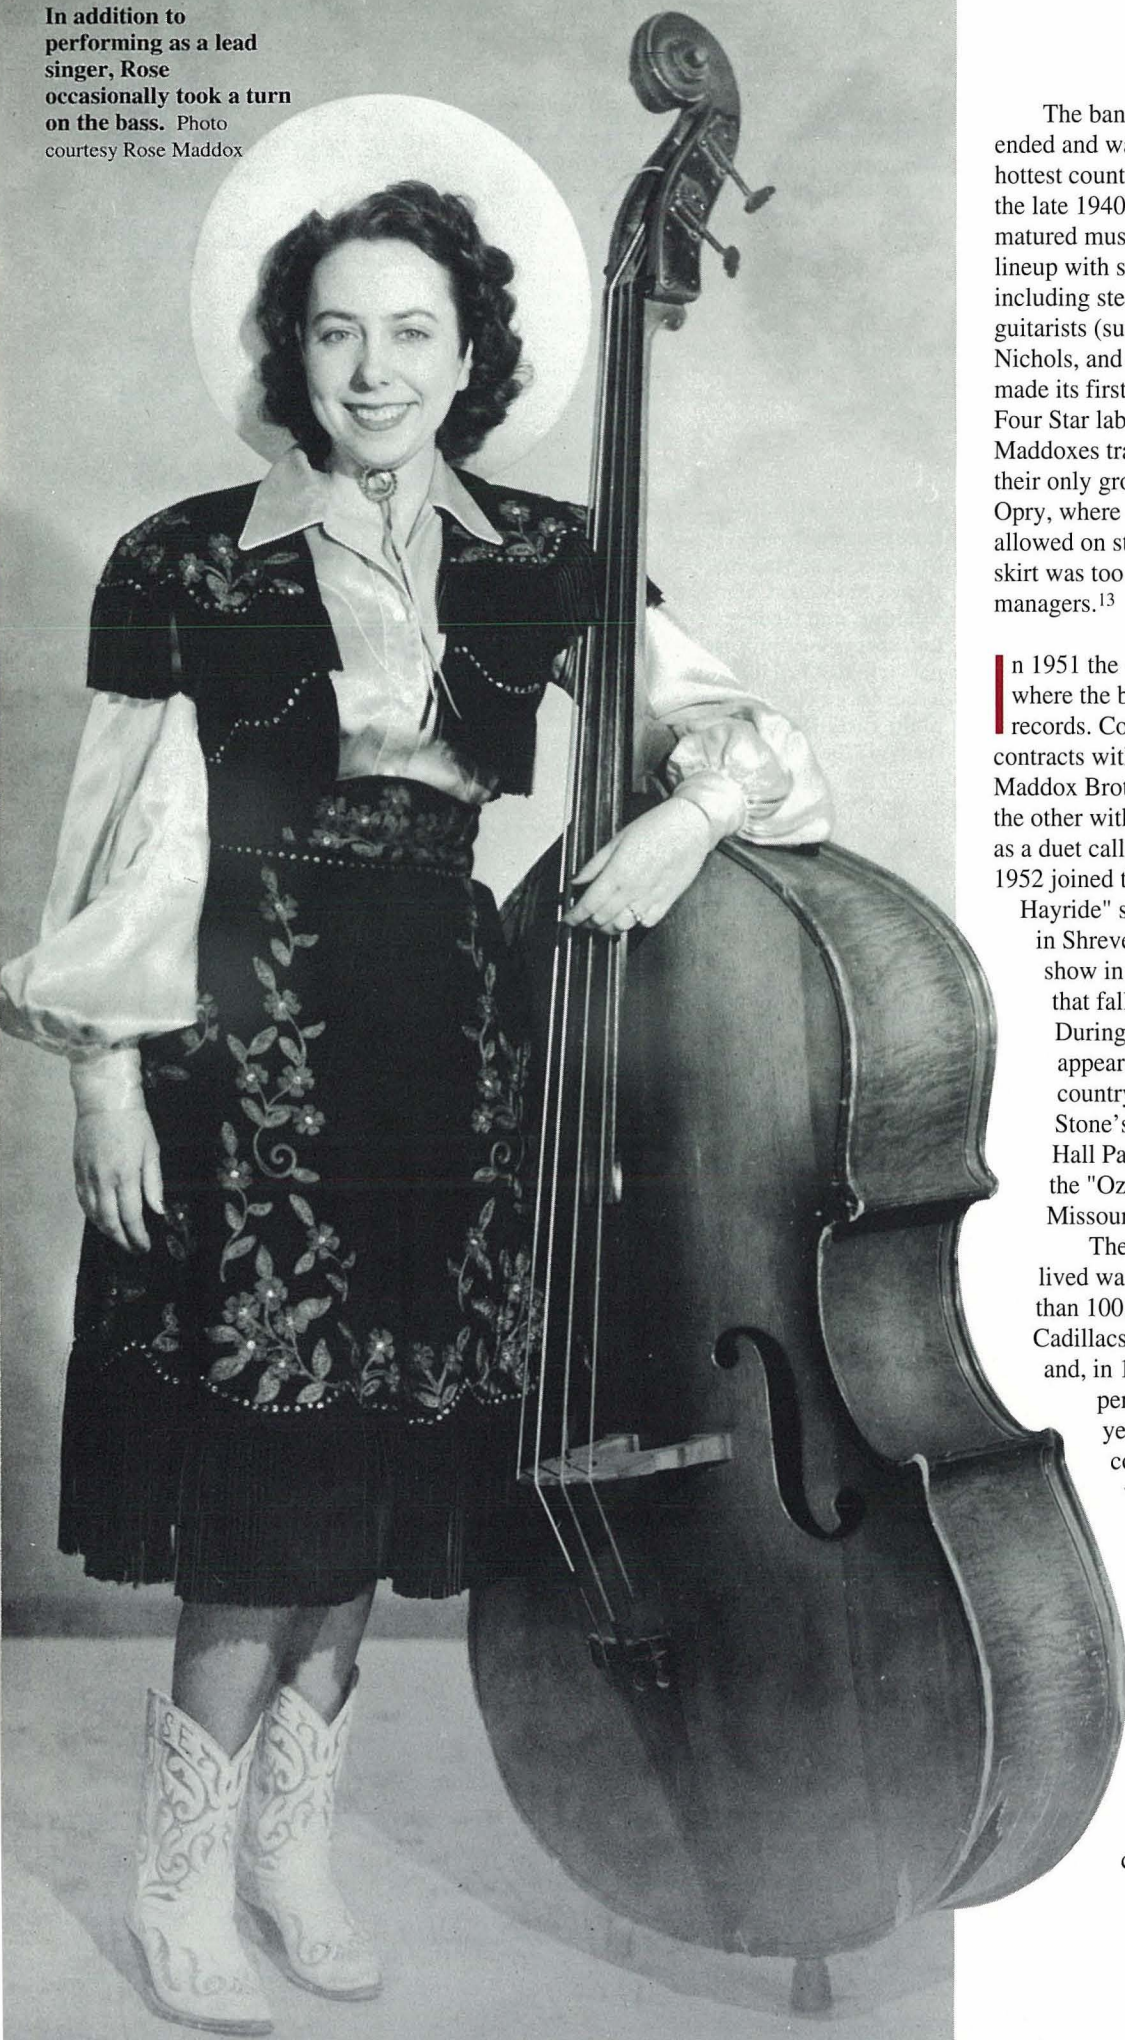 In addition to
performing as a lead
singer, Rose
occasionally took a turn
on the bass. Photo
courtesy Rose Maddox
The ban
ended and wa
hottest count
the late 1940
matured mus
lineup with s
including ste
guitarists (su
Nichols, and
made its first
Four Star lab
Maddoxes tra
their only gro
Opry, where
allowed on st
skirt was too
managers.13
In 1951 the
where the b
records. Co
contracts with
Maddox Brot
the other with
as a duet call
1952 joined t
Hayride" s
in Shreve
show in
that fall
During
appear
country
Stone's
Hall Pa
the "Oz
Missour
The
lived wa
than 100
Cadillacs
and, in 1
per
ye
co